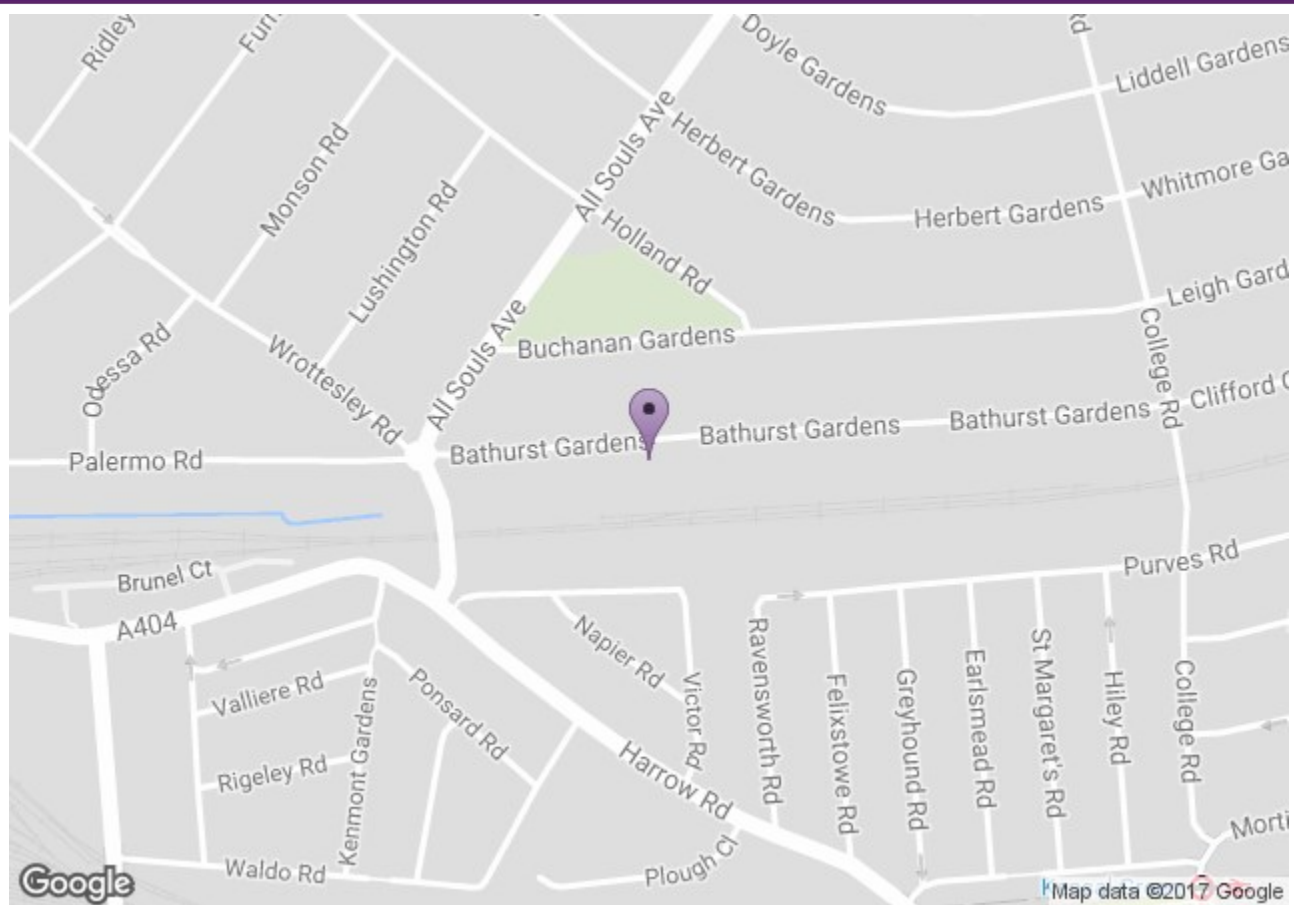 Ridley
Furn
Doyle Gardens
Rd
Liddell Gardens
Monson Rd
All Souls Ave
Herbert Gardens
Herbert Gardens
Whitmore Ga
Lushington Rd
Holland Rd
Leigh Gard
Odessa Rd
Wrottesley Rd
All Souls Ave
Buchanan Gardens
College Rd
Clifford G
Palermo Rd
Bathurst Gardens
Bathurst Gardens
Bathurst Gardens
Brunel Ct
A404
Purves Rd
Valliere Rd
Kenmont Gardens
Ponsard Rd
Napier Rd
Victor Rd
Ravensworth Rd
Felixstowe Rd
Greyhound Rd
Earlsmead Rd
St Margaret's Rd
Hiley Rd
College Rd
Rigeley Rd
Harrow Rd
Waldo Rd
Plough Cl
Morti
Google
Map data ©2017 Google